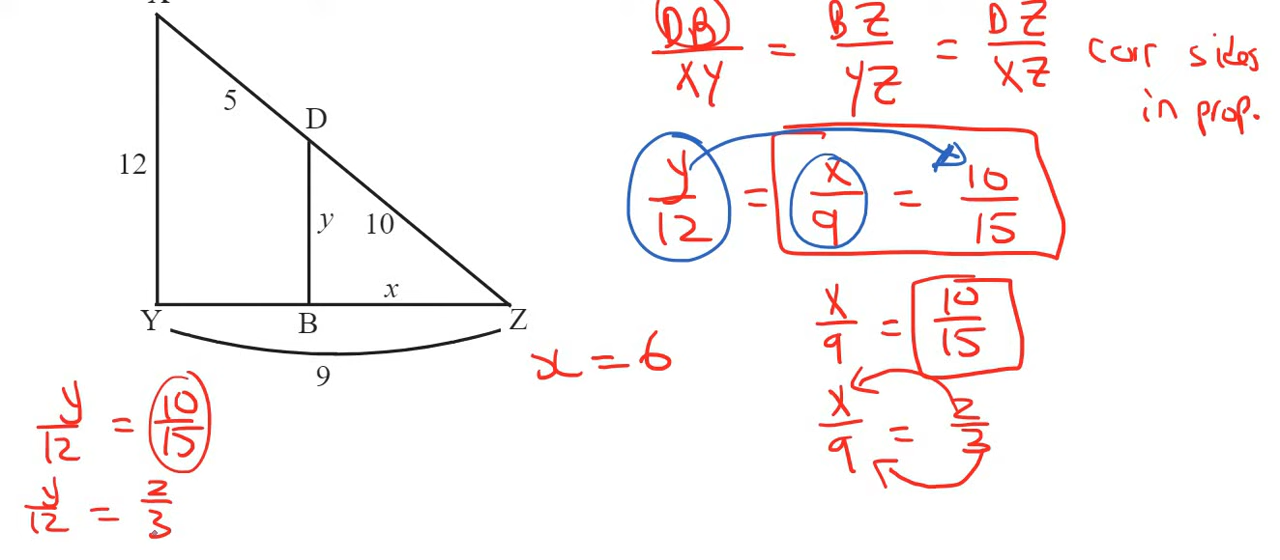 X
5
D
12
y
10
x
Y
B
Z
9
DB/XY = BZ/YZ = DZ/XZ corr sides
in prop.
y/12 = x/9 = 10/15
x/9 = 10/15
x = 6
x/9 = 2/3
y/12 = 10/15
y/12 = 2/3